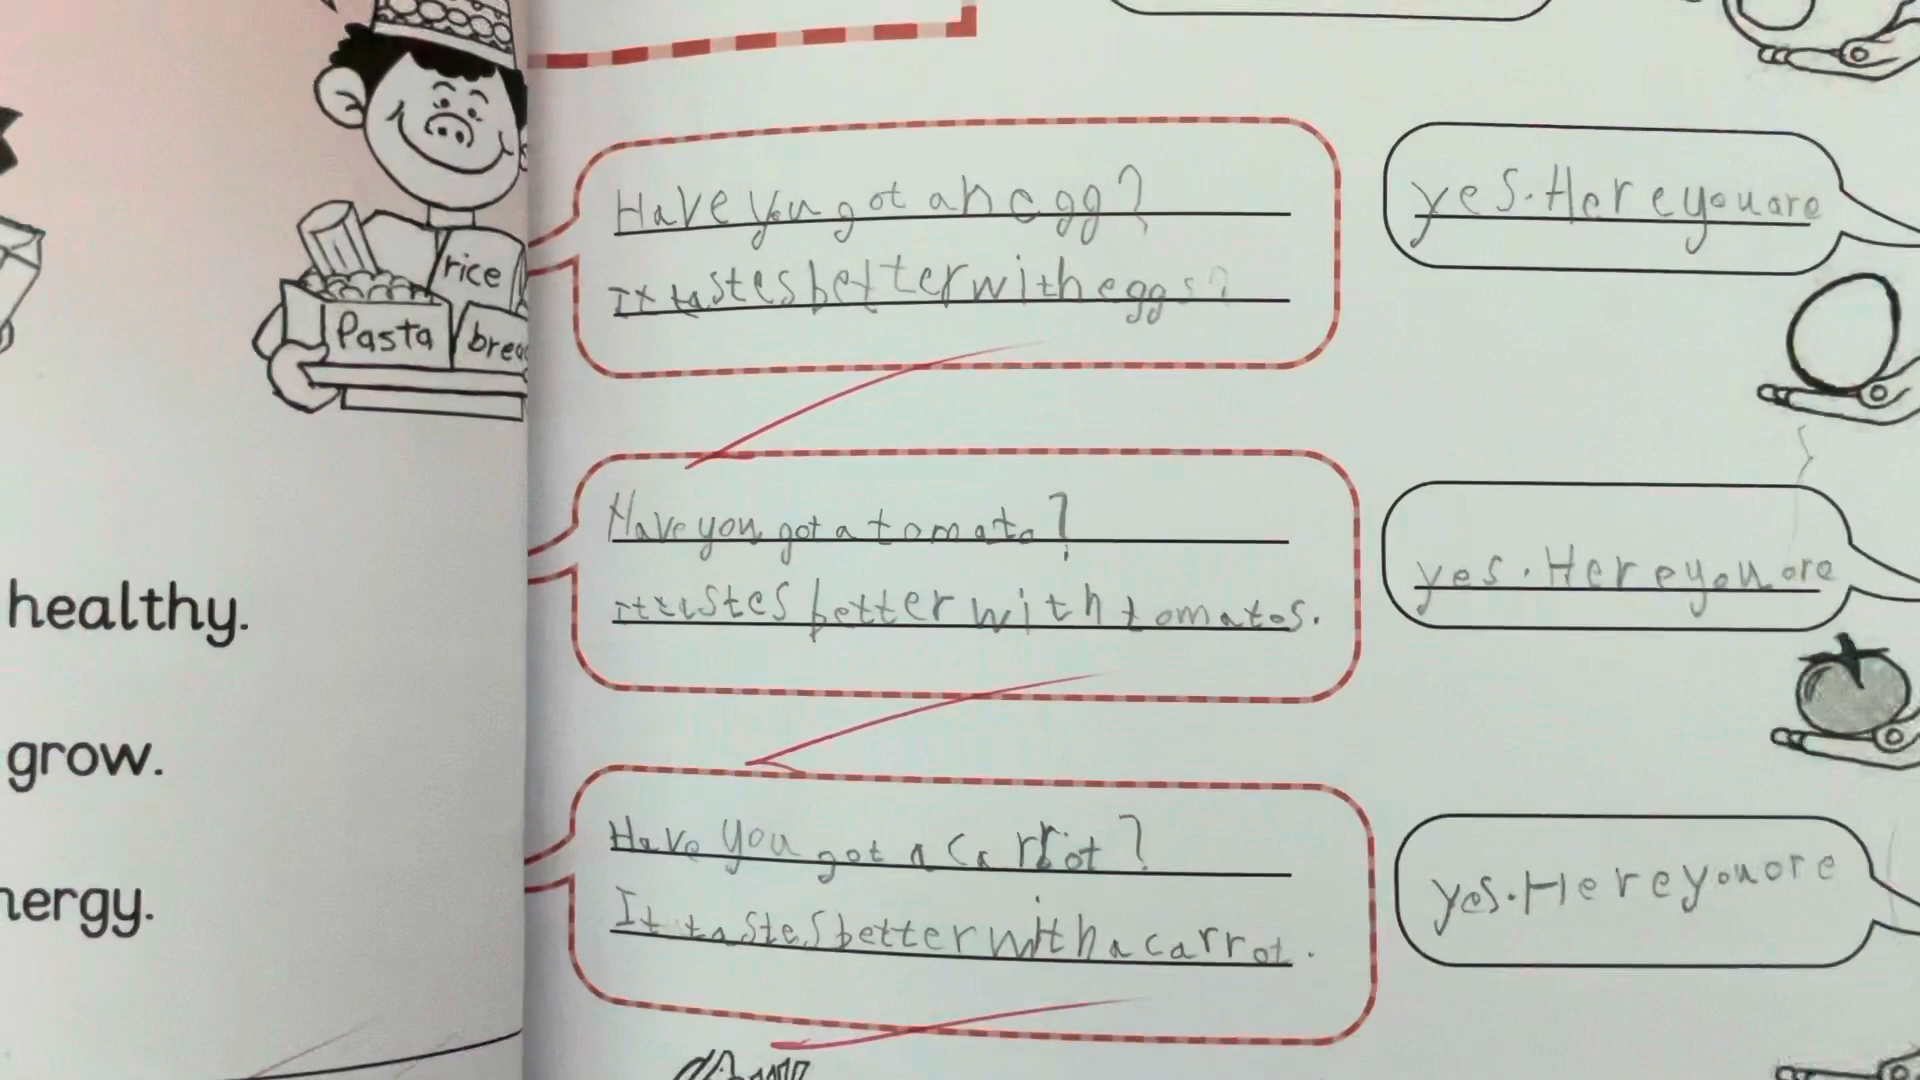 rice
Pasta
brea
healthy.
grow.
nergy.
Have you got an egg?
It tastes better with eggs?
yes. Here you are
Have you got a tomato?
It tastes better with tomatos.
yes. Here you are
Have you got a carrot?
It tastes better with a carrot.
yes. Here you are